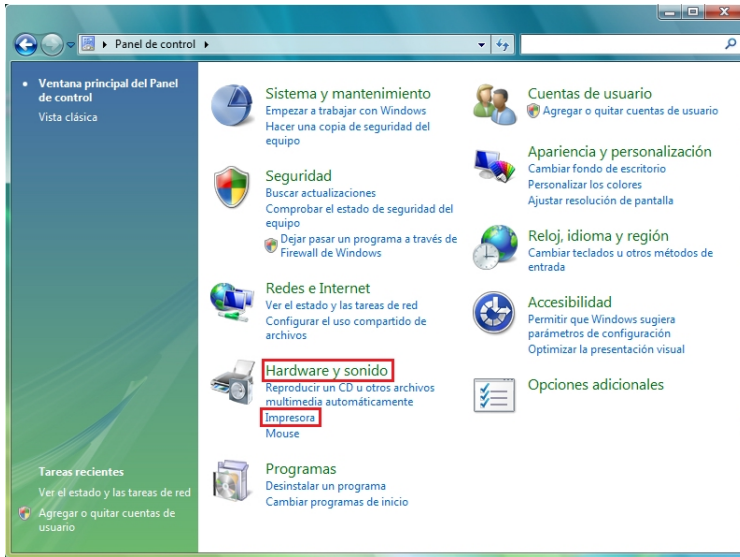 Panel de control
Ventana principal del Panel
de control
Vista clásica
Sistema y mantenimiento
Empezar a trabajar con Windows
Hacer una copia de seguridad del
equipo
Seguridad
Buscar actualizaciones
Comprobar el estado de seguridad del
equipo
Dejar pasar un programa a través de
Firewall de Windows
Redes e Internet
Ver el estado y las tareas de red
Configurar el uso compartido de
archivos
Hardware y sonido
Reproducir un CD u otros archivos
multimedia automáticamente
Impresora
Mouse
Programas
Desinstalar un programa
Cambiar programas de inicio
Cuentas de usuario
Agregar o quitar cuentas de usuario
Apariencia y personalización
Cambiar fondo de escritorio
Personalizar los colores
Ajustar resolución de pantalla
Reloj, idioma y región
Cambiar teclados u otros métodos de
entrada
Accesibilidad
Permitir que Windows sugiera
parámetros de configuración
Optimizar la presentación visual
Opciones adicionales
Tareas recientes
Ver el estado y las tareas de red
Agregar o quitar cuentas de
usuario